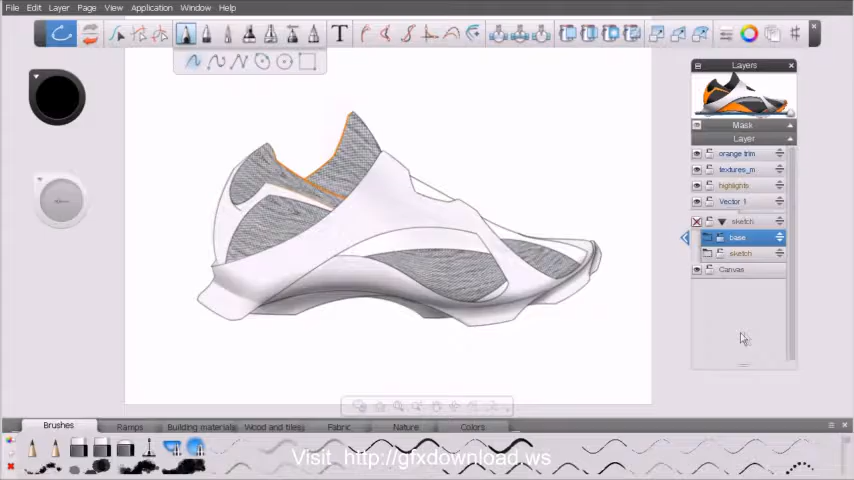 File Edit Layer View Application Window Help
T
Layers
Mask
Layer
orange trim
textures_m
highlights
Vector 1
sketch
base
sketch
Canvas
Brushes Ramps Building materials Wood and tiles Fabric Nature Colors
Visit http://gfxdownload.ws